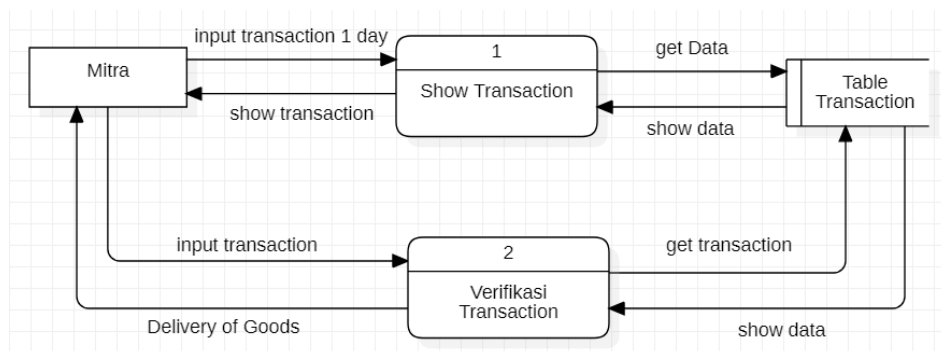 input transaction 1 day
1
get Data
Mitra
Show Transaction
Table
Transaction
show transaction
show data
input transaction
2
get transaction
Verifikasi
Transaction
Delivery of Goods
show data